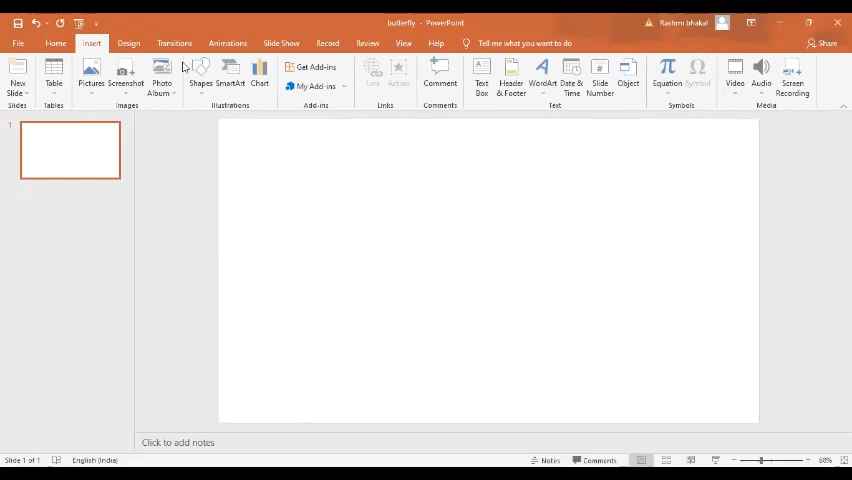 butterfly - PowerPoint
Rashmi bhakal
File Home Insert Design Transitions Animations Slide Show Record Review View Help Tell me what you want to do Share
New Slide
Table
Pictures
Screenshot
Photo Album
Shapes
SmartArt
Chart
Get Add-ins
My Add-ins
Link
Action
Comment
Text Box
Header & Footer
WordArt
Date & Time
Slide Number
Object
Equation
Symbol
Video
Audio
Screen Recording
Slides Tables Images Illustrations Add-ins Links Comments Text Symbols Media
1
Click to add notes
Slide 1 of 1 English (India) Notes Comments 68%